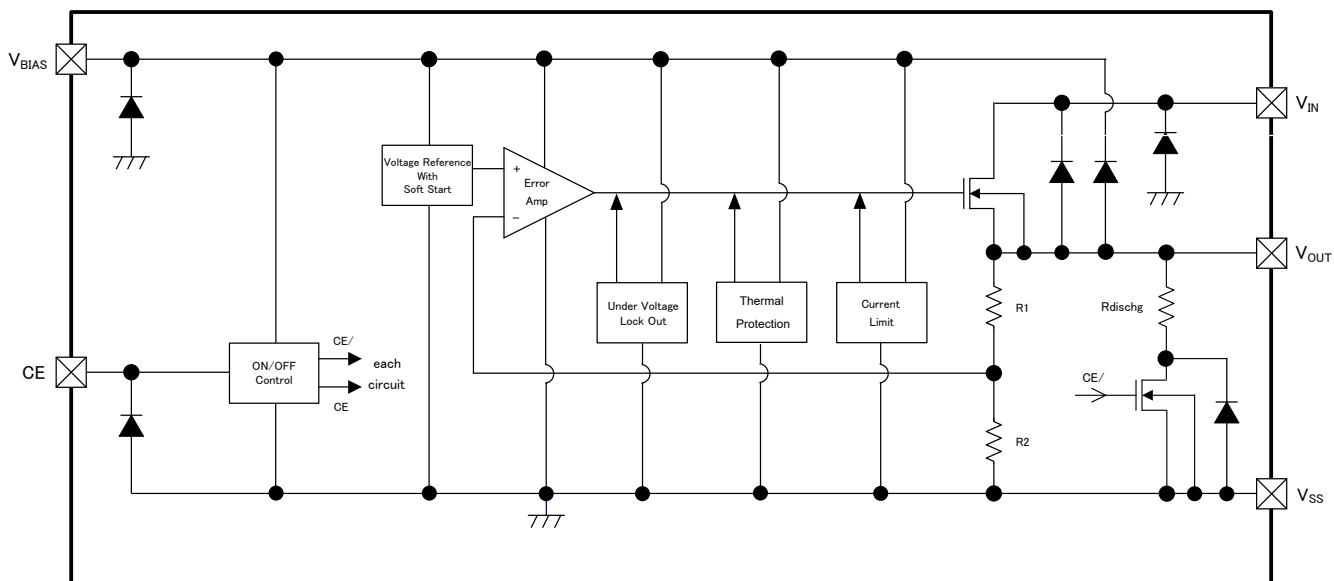 VBIAS
VIN
Voltage Reference
With
Soft Start
+
Error
Amp
−
VOUT
Under Voltage
Lock Out
Thermal
Protection
Current
Limit
R1
Rdischg
CE
ON/OFF
Control
CE/
each
circuit
CE
CE/
R2
VSS